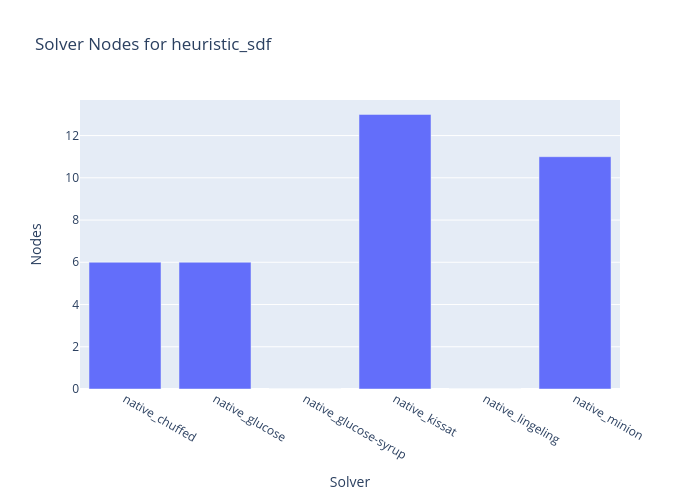 Solver Nodes for heuristic_sdf
Nodes
12
10
8
6
4
2
0
native_chuffed
native_glucose
native_glucose-syrup
native_kissat
native_lingeling
native_minion
Solver